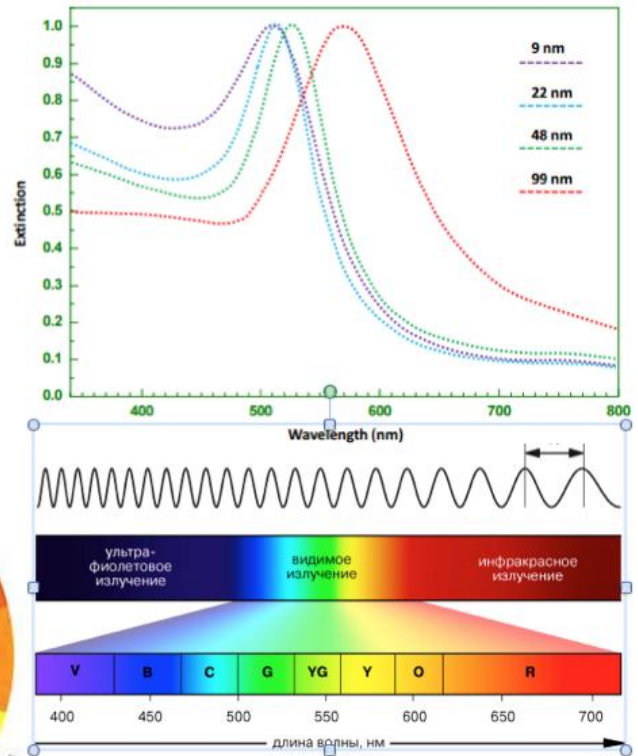 1.0
0.9
0.8
0.7
0.6
0.5
0.4
0.3
0.2
0.1
0.0
Extinction
9 nm
22 nm
48 nm
99 nm
400 500 600 700 800
Wavelength (nm)
ультра-
фиолетовое
излучение
видимое
излучение
инфракрасное
излучение
V B C G YG Y O R
400 450 500 550 600 650 700
длина волны, нм